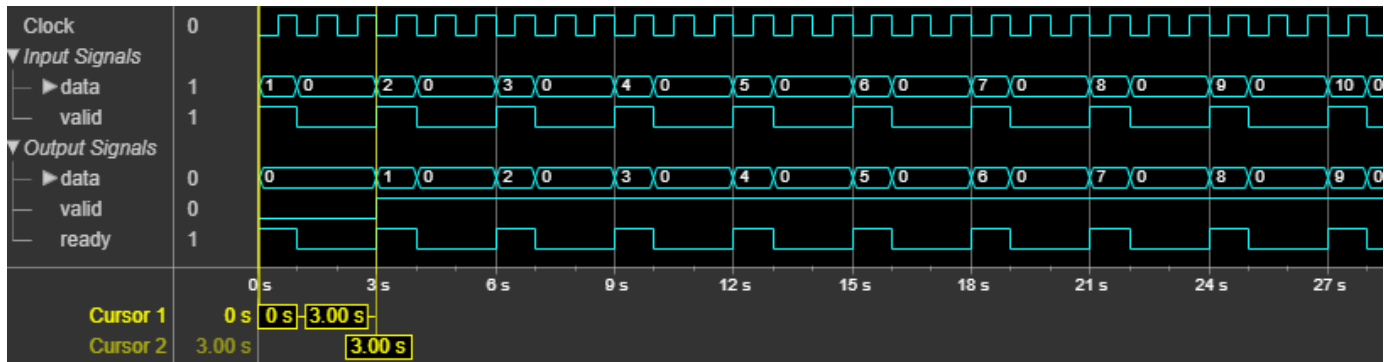 Clock 0
Input Signals
data 1 1 0 2 0 3 0 4 0 5 0 6 0 7 0 8 0 9 0 10 0
valid 1
Output Signals
data 0 0 1 0 2 0 3 0 4 0 5 0 6 0 7 0 8 0 9 0
valid 0
ready 1
0 s 3 s 6 s 9 s 12 s 15 s 18 s 21 s 24 s 27 s
Cursor 1 0 s 0 s 3.00 s
Cursor 2 3.00 s 3.00 s